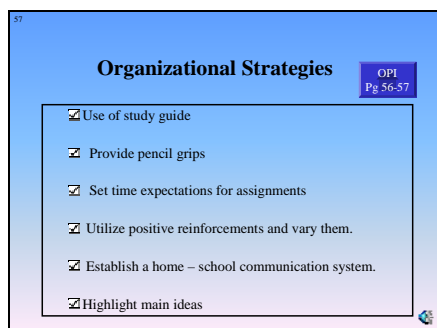 57
Organizational Strategies
OPI
Pg 56-57
Use of study guide
Provide pencil grips
Set time expectations for assignments
Utilize positive reinforcements and vary them.
Establish a home – school communication system.
Highlight main ideas